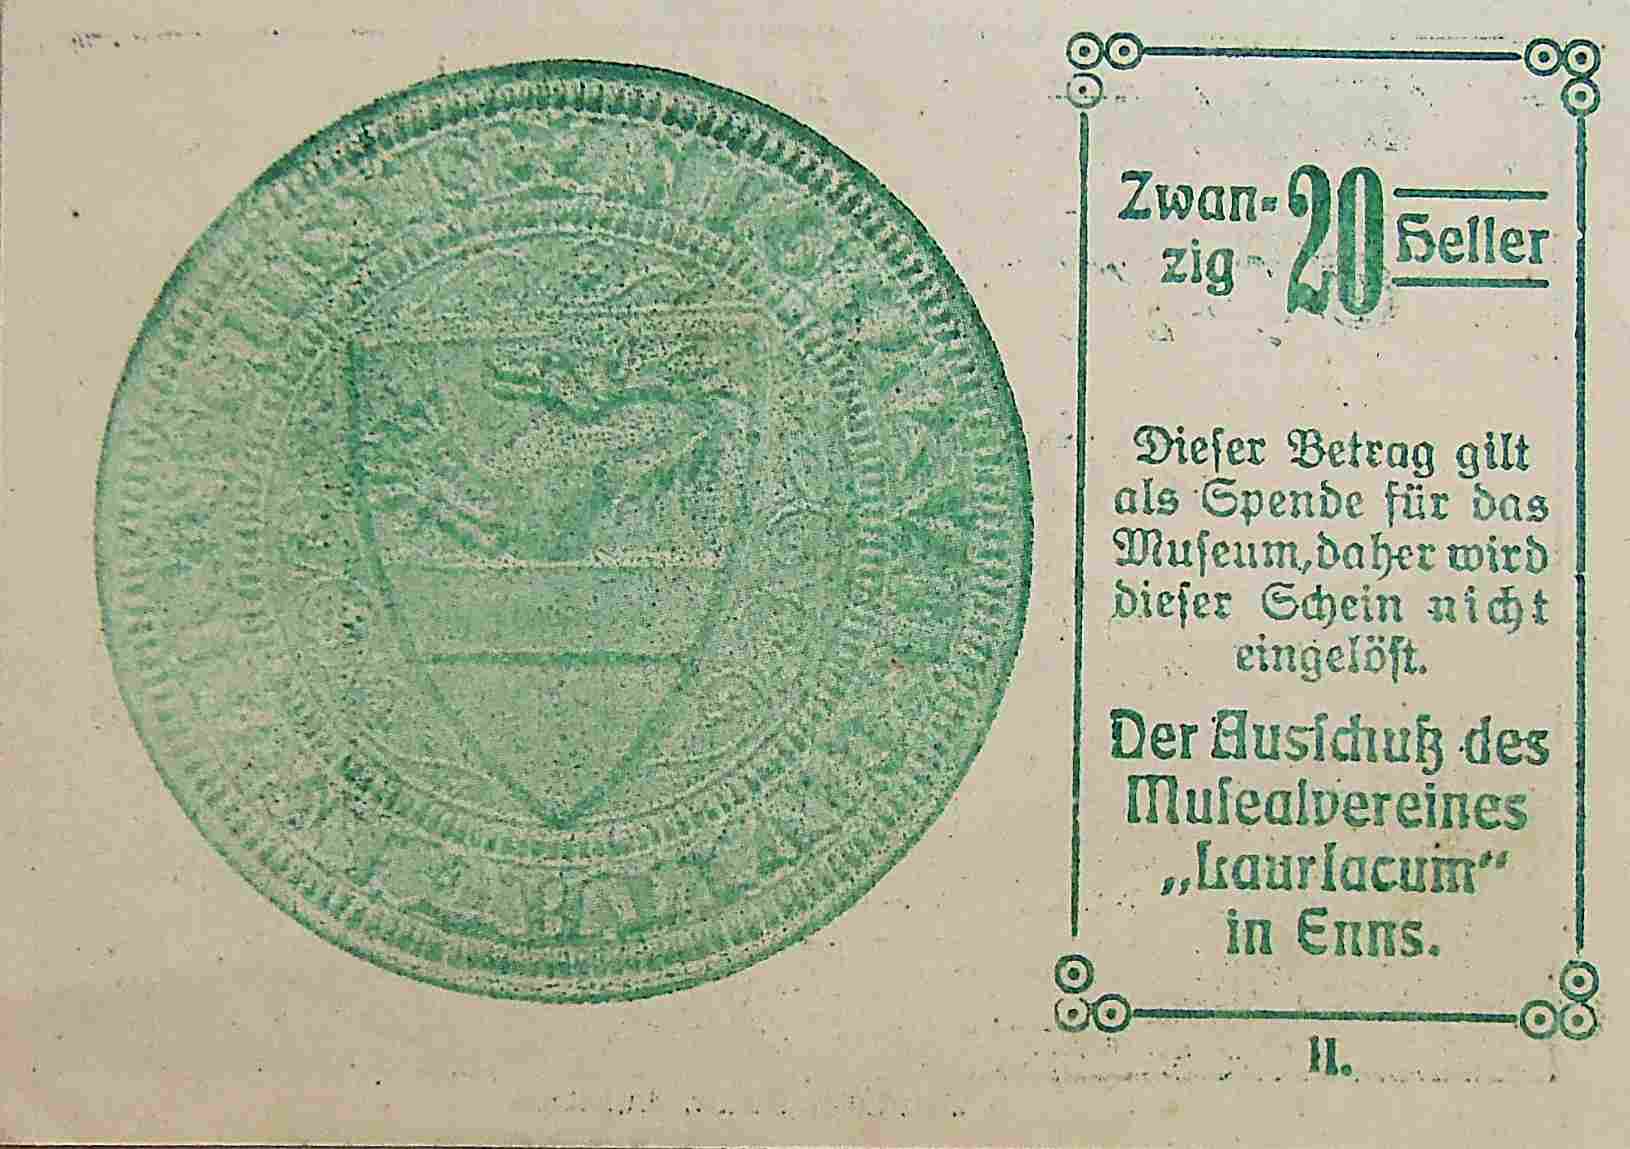 Zwan-
zig
20
Heller
Dieser Betrag gilt
als Spende für das
Museum, daher wird
dieser Schein nicht
eingelöst.
Der Ausschuß des
Musealvereines
„Lauriacum“
in Enns.
II.